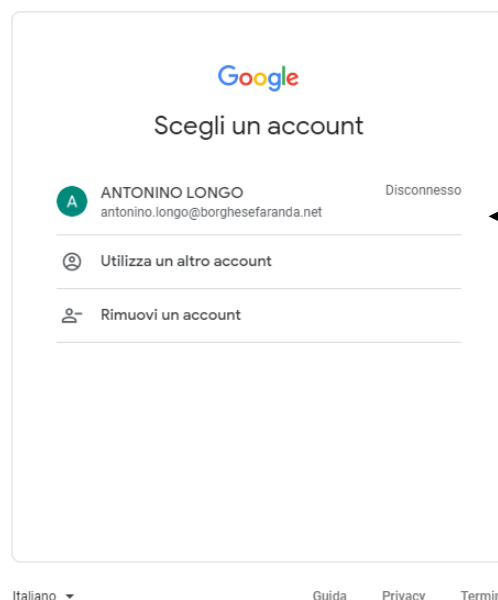 Google
Scegli un account
A
ANTONINO LONGO
Disconnesso
antonino.longo@borghesefaranda.net
Utilizza un altro account
Rimuovi un account
Italiano
Guida
Privacy
Termin